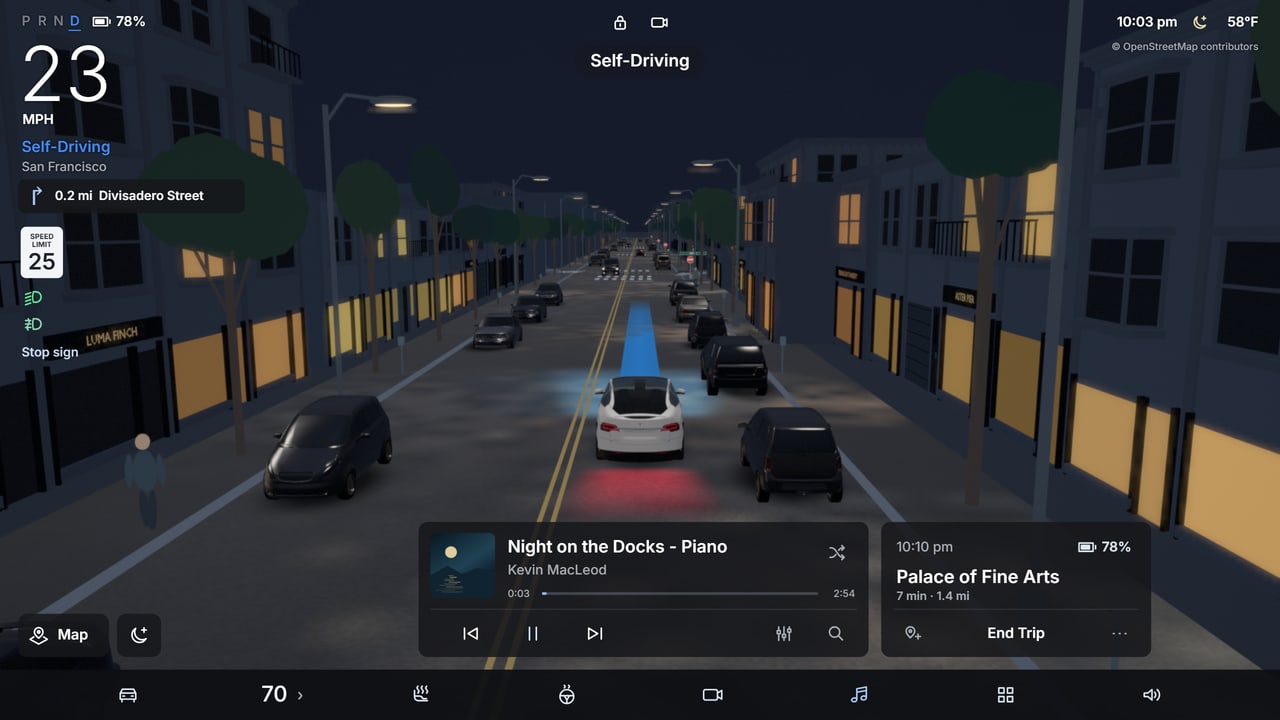 P R N D 78%
10:03 pm 58°F
© OpenStreetMap contributors
Self-Driving
23
MPH
Self-Driving
San Francisco
0.2 mi Divisadero Street
SPEED
LIMIT
25
Stop sign
LUMA FINCH
Night on the Docks - Piano
Kevin MacLeod
0:03 2:54
10:10 pm 78%
Palace of Fine Arts
7 min · 1.4 mi
End Trip
Map
70